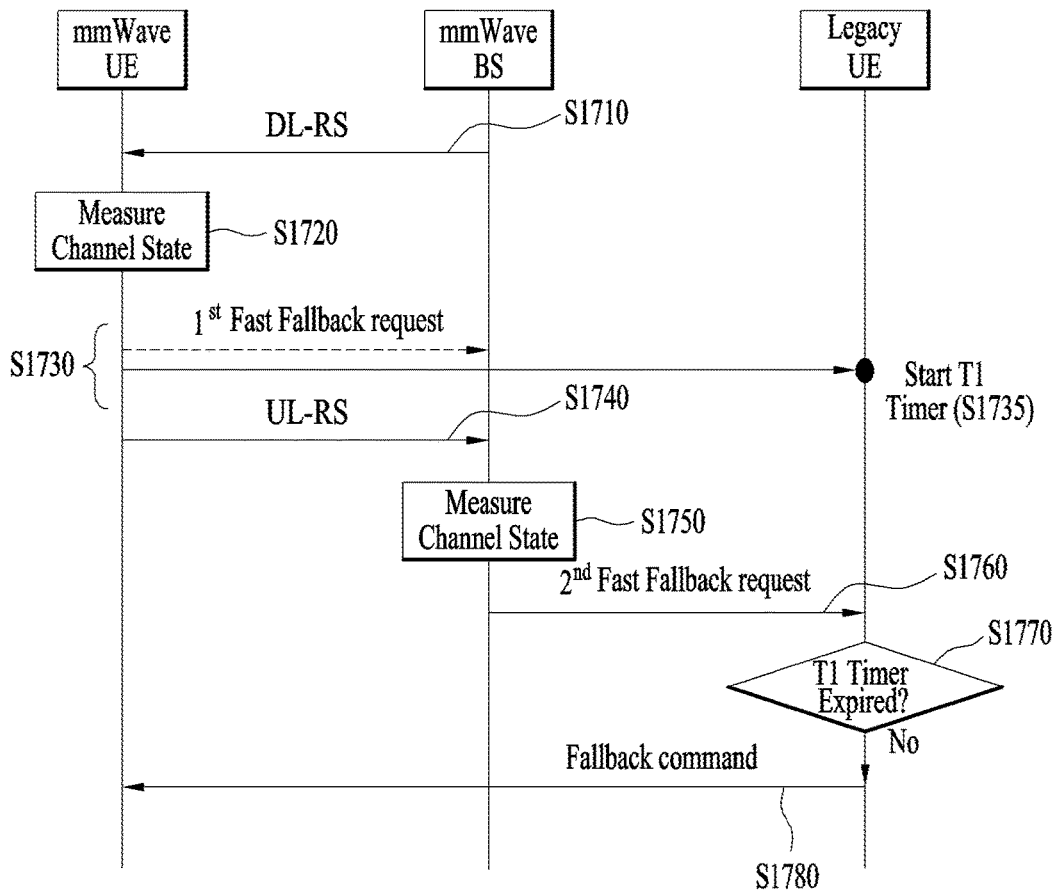 mmWave
UE
mmWave
BS
Legacy
UE
DL-RS
S1710
Measure
Channel State
S1720
1st Fast Fallback request
S1730
Start T1
Timer (S1735)
UL-RS
S1740
Measure
Channel State
S1750
2nd Fast Fallback request
S1760
S1770
T1 Timer
Expired?
No
Fallback command
S1780